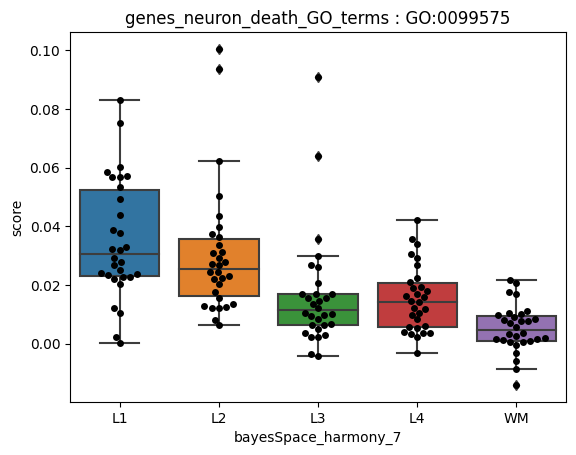 genes_neuron_death_GO_terms : GO:0099575
0.10
0.08
0.06
0.04
0.02
0.00
score
L1 L2 L3 L4 WM
bayesSpace_harmony_7